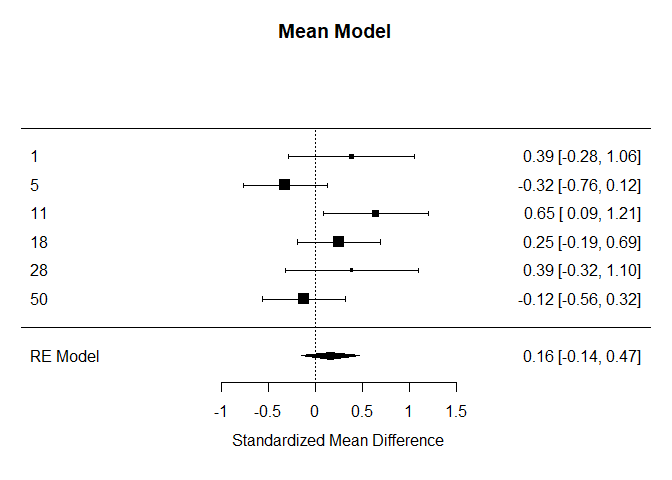 Mean Model
1 0.39 [-0.28, 1.06]
5 -0.32 [-0.76, 0.12]
11 0.65 [ 0.09, 1.21]
18 0.25 [-0.19, 0.69]
28 0.39 [-0.32, 1.10]
50 -0.12 [-0.56, 0.32]
RE Model 0.16 [-0.14, 0.47]
-1 -0.5 0 0.5 1 1.5
Standardized Mean Difference